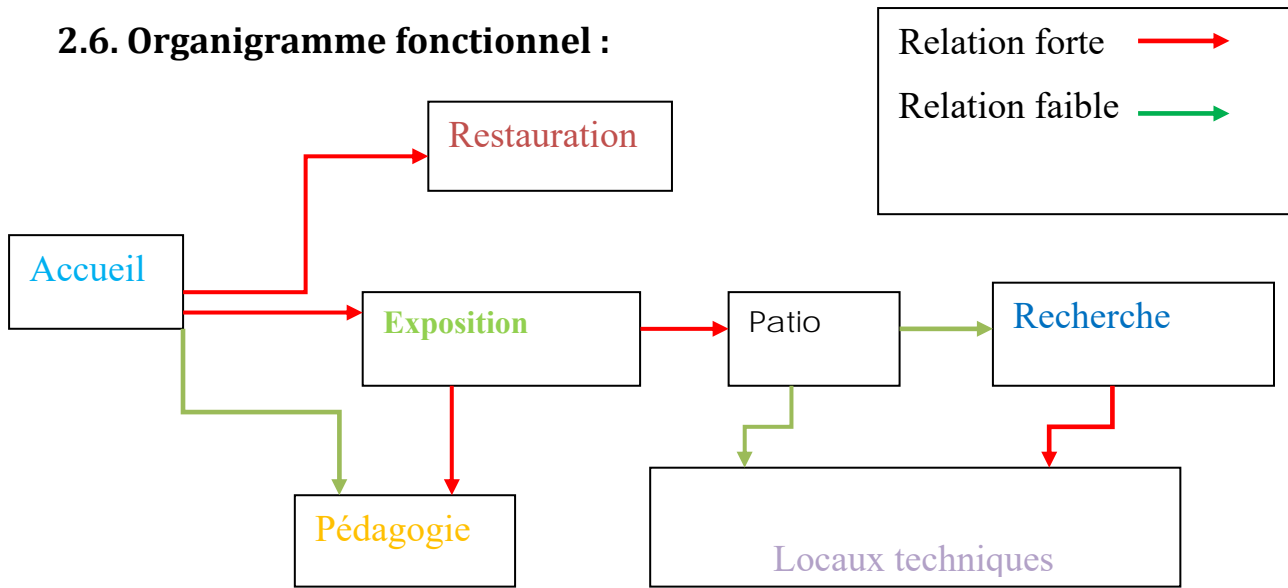 2.6. Organigramme fonctionnel :
Relation forte
Relation faible
Restauration
Accueil
Exposition
Patio
Recherche
Pédagogie
Locaux techniques